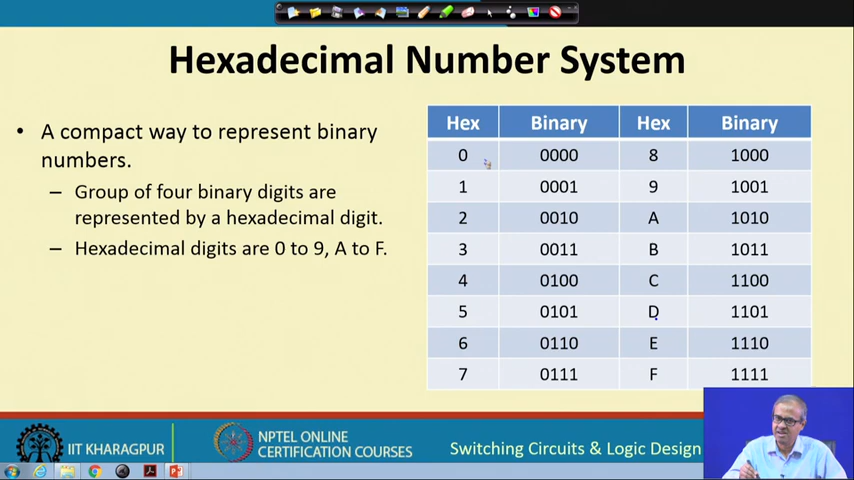 Hexadecimal Number System
• A compact way to represent binary
numbers.
– Group of four binary digits are
represented by a hexadecimal digit.
– Hexadecimal digits are 0 to 9, A to F.
Hex Binary Hex Binary
0 0000 8 1000
1 0001 9 1001
2 0010 A 1010
3 0011 B 1011
4 0100 C 1100
5 0101 D 1101
6 0110 E 1110
7 0111 F 1111
IIT KHARAGPUR
NPTEL ONLINE
CERTIFICATION COURSES
Switching Circuits & Logic Design